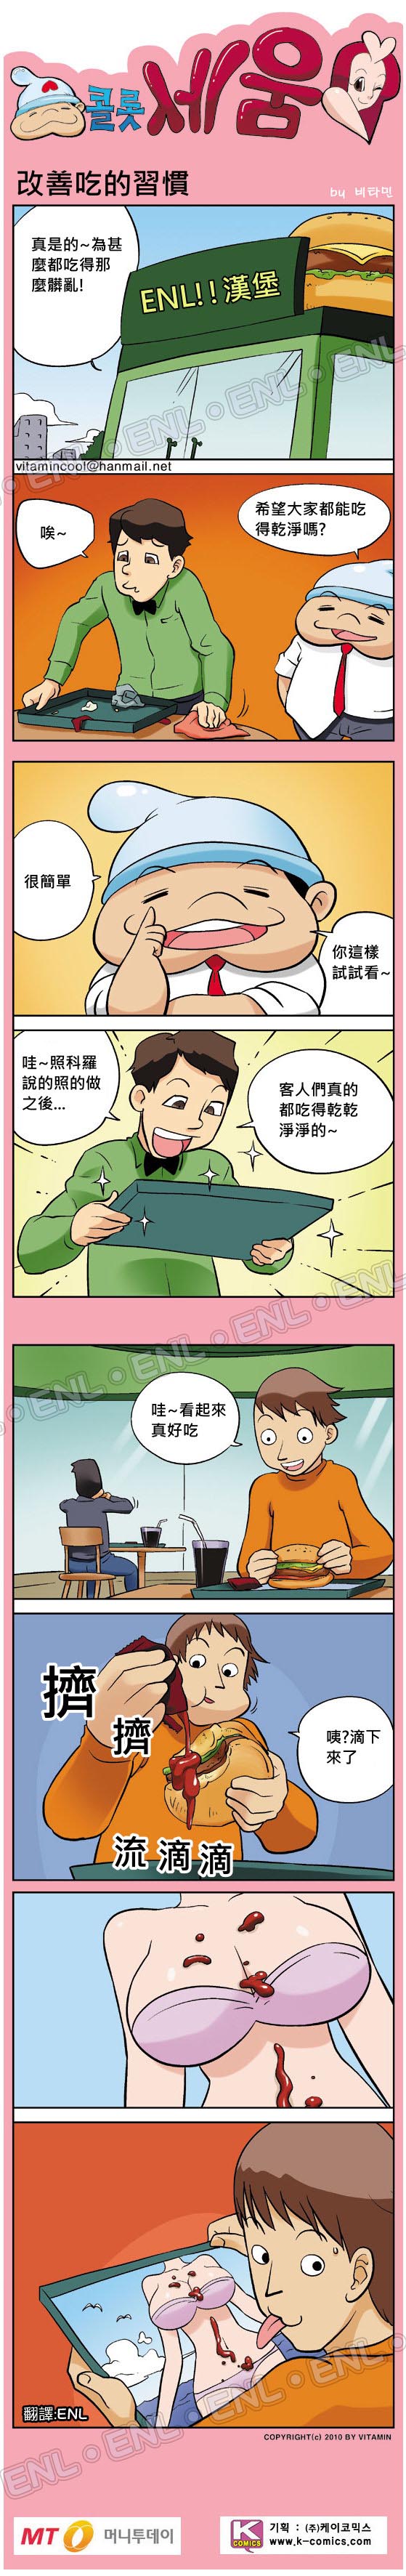 콜롯 세움
改善吃的習慣
by 비타민
真是的~為甚
麼都吃得那
麼髒亂!
ENL!!漢堡
vitamincool@hanmail.net
唉~
希望大家都能吃
得乾淨嗎?
很簡單
你這樣
試試看~
哇~照科羅
說的照的做
之後...
客人們真的
都吃得乾乾
淨淨的~
哇~看起來
真好吃
擠
擠
咦?滴下
來了
流 滴 滴
翻譯:ENL
COPYRIGHT(c) 2010 BY VITAMIN
ENL • ENL • ENL • ENL
MT 머니투데이
K COMICS
기획 : (주)케이코믹스
www.k-comics.com